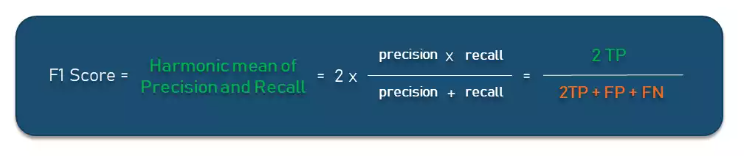 F1 Score = Harmonic mean of Precision and Recall = 2 x precision x recall / precision + recall = 2 TP / 2TP + FP + FN